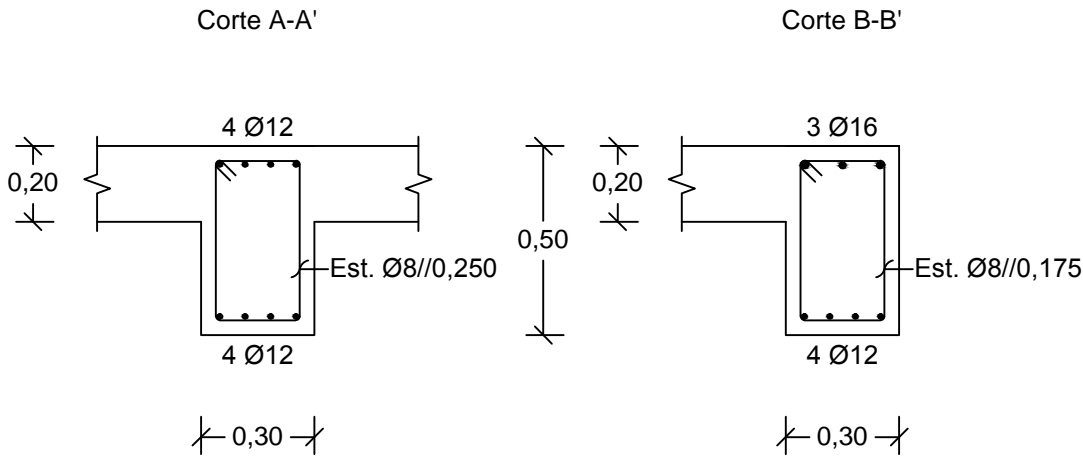 Corte A-A'
Corte B-B'
4 Ø12
3 Ø16
0,20
0,20
0,50
Est. Ø8//0,250
Est. Ø8//0,175
4 Ø12
4 Ø12
0,30
0,30